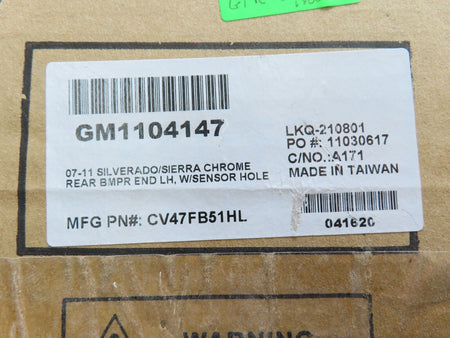 GM1104147
LKQ-210801
PO #: 11030617
C/NO.:A171
MADE IN TAIWAN
07-11 SILVERADO/SIERRA CHROME
REAR BMPR END LH, W/SENSOR HOLE
MFG PN#: CV47FB51HL
041620
WARNING